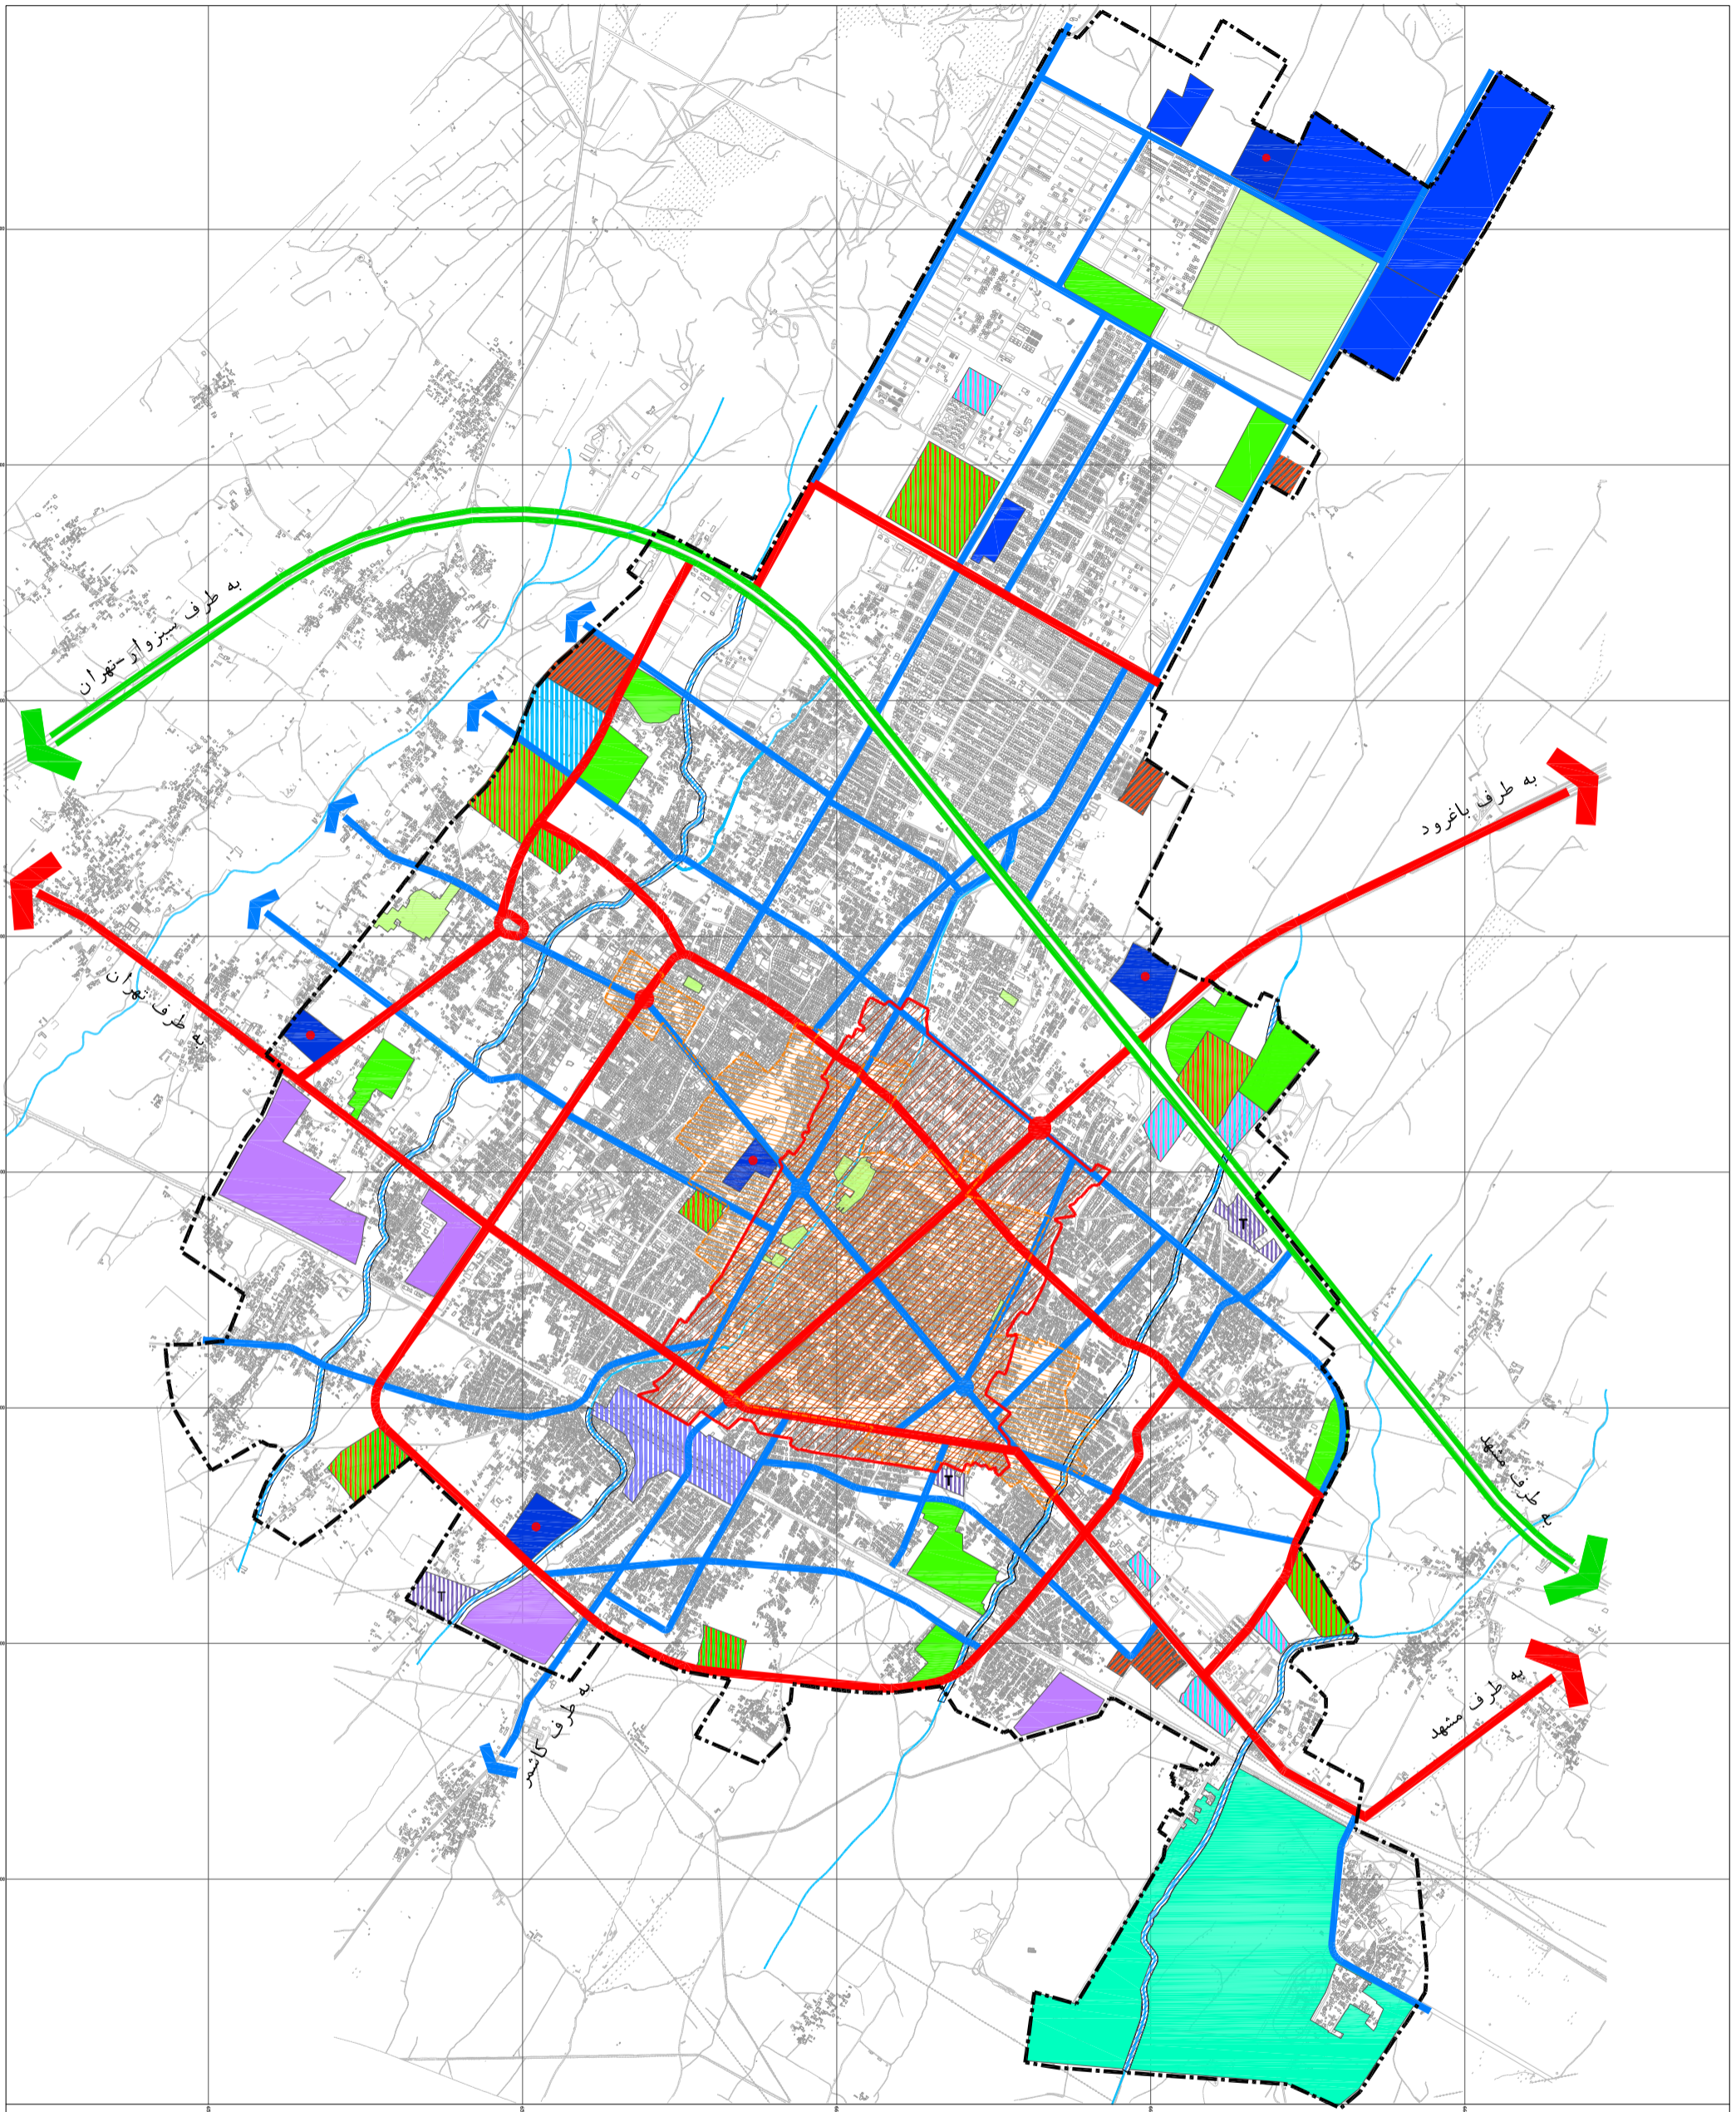 به طرف سبزوار-تهران
به طرف باغرود
به طرف تهران
T
به طرف مشهد
T
T
به طرف مشهد
به طرف کاشمر